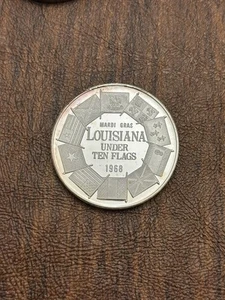 MARDI GRAS
LOUISIANA
UNDER
TEN FLAGS
1968